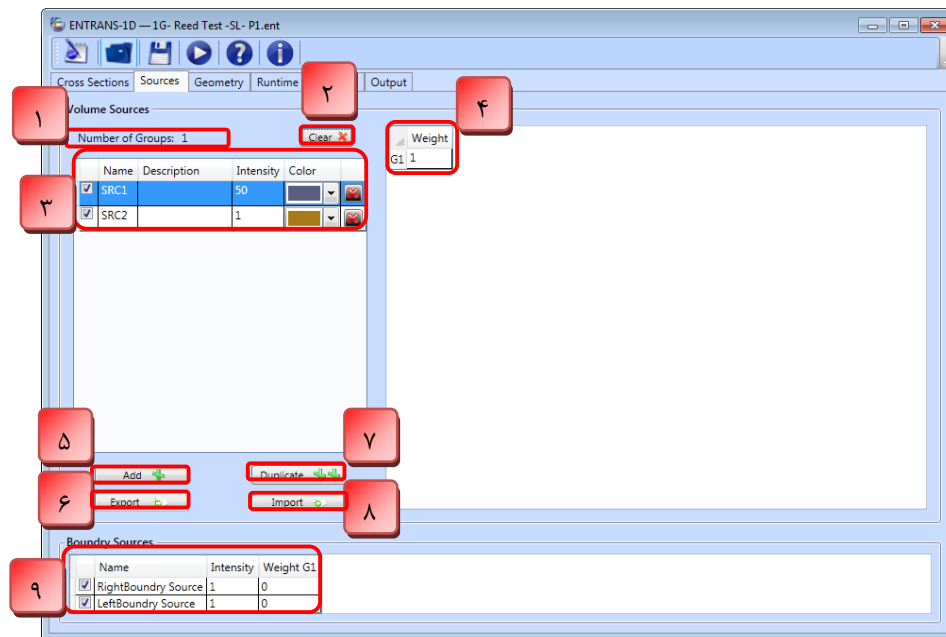 ENTRANS-1D — 1G- Reed Test -SL- P1.ent
Cross Sections Sources Geometry Runtime Output
۲
۱
۴
Volume Sources
Number of Groups: 1 Clear
Weight
G1 1
Name Description Intensity Color
۳
SRC1 50
SRC2 1
۵
۷
Add Duplicate
۶
Export Import
۸
Boundry Sources
Name Intensity Weight G1
۹
RightBoundry Source 1 0
LeftBoundry Source 1 0